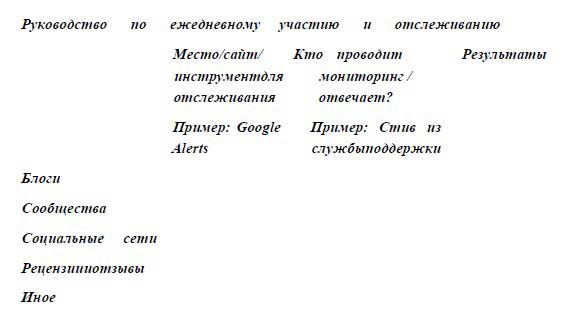 Руководство по ежедневному участию и отслеживанию
Место/сайт/ Кто проводит Результаты
инструментдля мониторинг /
отслеживания отвечает?
Пример: Google Пример: Стив из
Alerts службыподдержки
Блоги
Сообщества
Социальные сети
Рецензиииотзывы
Иное